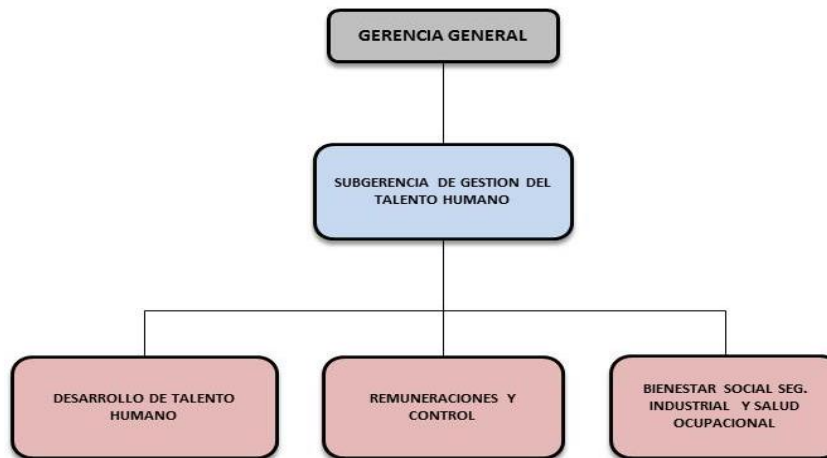 GERENCIA GENERAL
SUBGERENCIA DE GESTION DEL
TALENTO HUMANO
DESARROLLO DE TALENTO
HUMANO
REMUNERACIONES Y
CONTROL
BIENESTAR SOCIAL SEG.
INDUSTRIAL Y SALUD
OCUPACIONAL